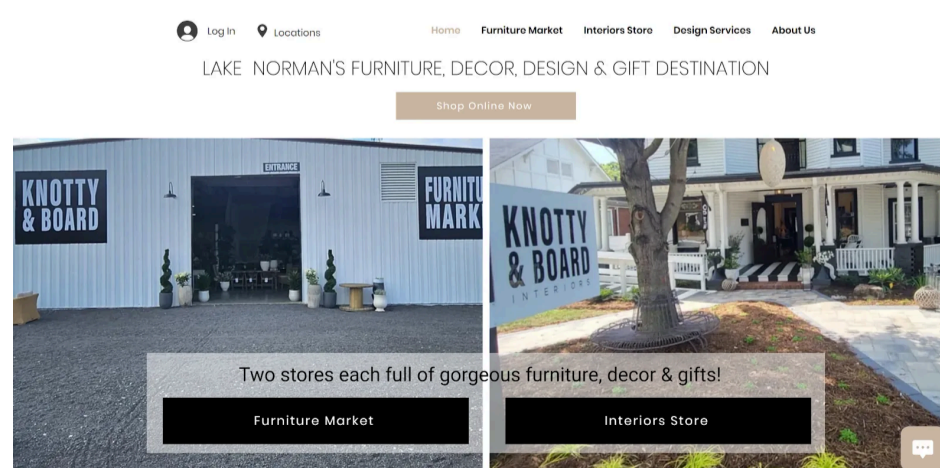 Log In
Locations
Home
Furniture Market
Interiors Store
Design Services
About Us
LAKE NORMAN'S FURNITURE, DECOR, DESIGN & GIFT DESTINATION
Shop Online Now
ENTRANCE
KNOTTY
& BOARD
FURNITU
MARK
KNOTTY
& BOARD
INTERIORS
Two stores each full of gorgeous furniture, decor & gifts!
Furniture Market
Interiors Store